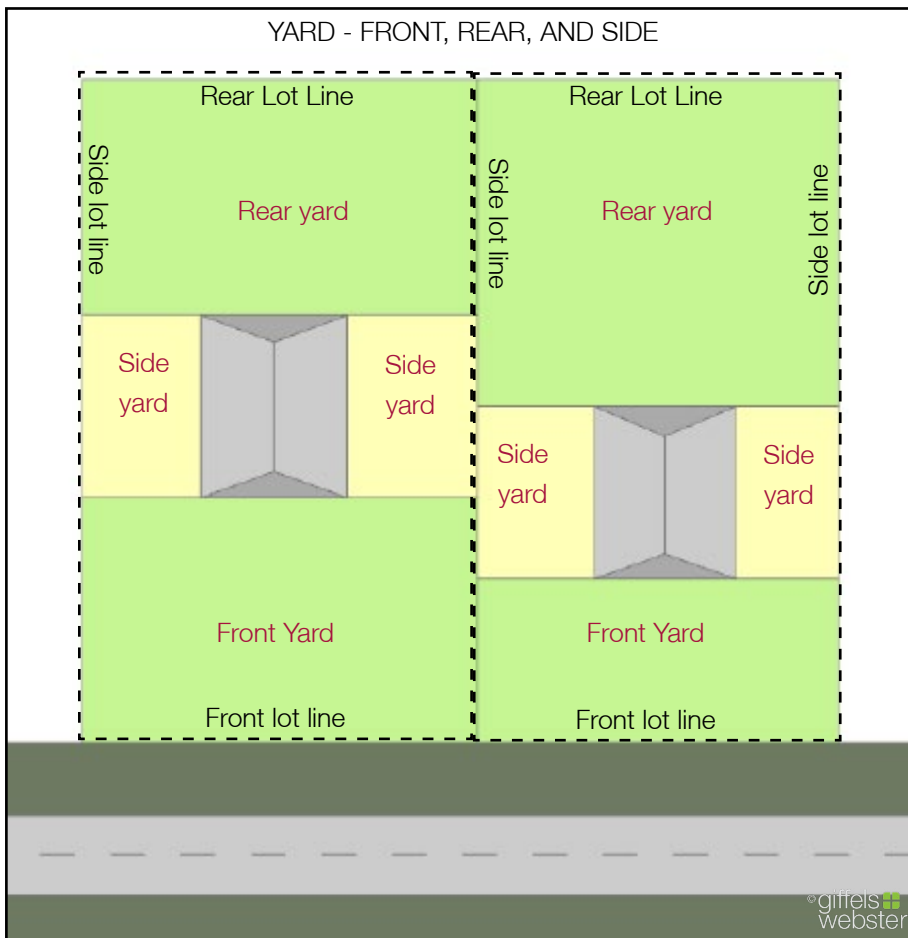 YARD - FRONT, REAR, AND SIDE
Rear Lot Line
Rear Lot Line
Side lot line
Side lot line
Side lot line
Rear yard
Rear yard
Side
yard
Side
yard
Side
yard
Side
yard
Front Yard
Front Yard
Front lot line
Front lot line
©giffels
webster